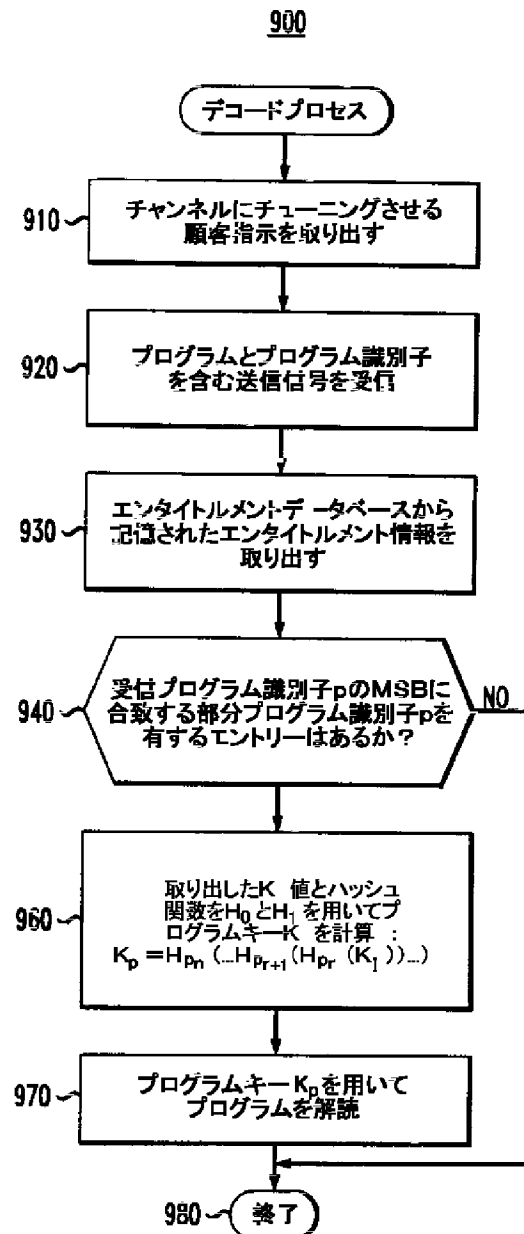 900
デコードプロセス
910
チャンネルにチューニングさせる
顧客指示を取り出す
920
プログラムとプログラム識別子
を含む送信信号を受信
930
エンタイトルメントデータベースから
記憶されたエンタイトルメント情報を
取り出す
940
受信プログラム識別子pのMSBに
合致する部分プログラム識別子pを
有するエントリーはあるか？
NO
960
取り出したK 値とハッシュ
関数をH₀とH₁を用いてプ
ログラムキーK を計算 :
Kₚ = H_{pₙ} (...H_{p_{r+1}} (H_{p_r} (K_I))...)
970
プログラムキーKₚを用いて
プログラムを解読
980
終了